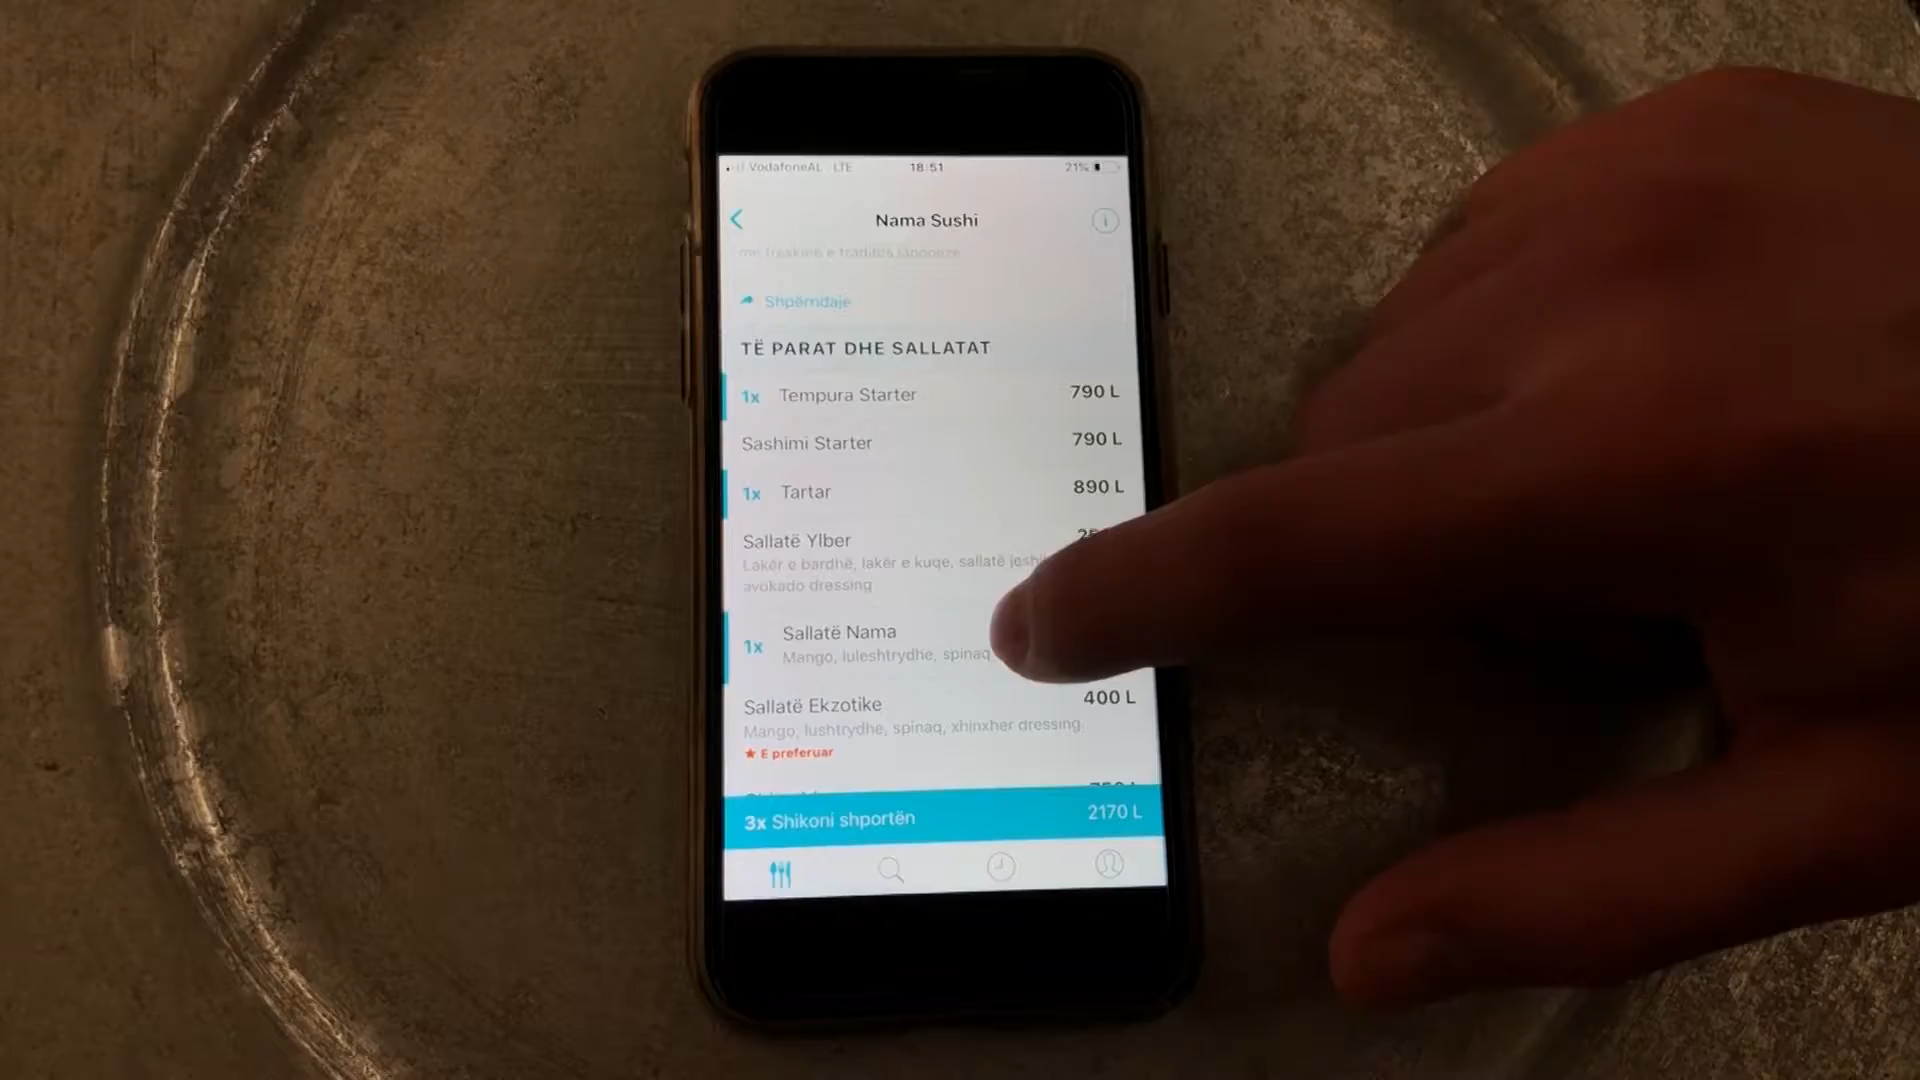 VodafoneAL LTE 18:51 21%
Nama Sushi
Shpërndaje
TË PARAT DHE SALLATAT
1x Tempura Starter 790 L
Sashimi Starter 790 L
1x Tartar 890 L
Sallatë Ylber
Lakër e bardhë, lakër e kuqe, sallatë
avokado dressing
1x Sallatë Nama
Mango, luleshtrydhe, spinaq
Sallatë Ekzotike 400 L
Mango, lushtrydhe, spinaq, xhinxher dressing
★ E preferuar
3x Shikoni shportën 2170 L